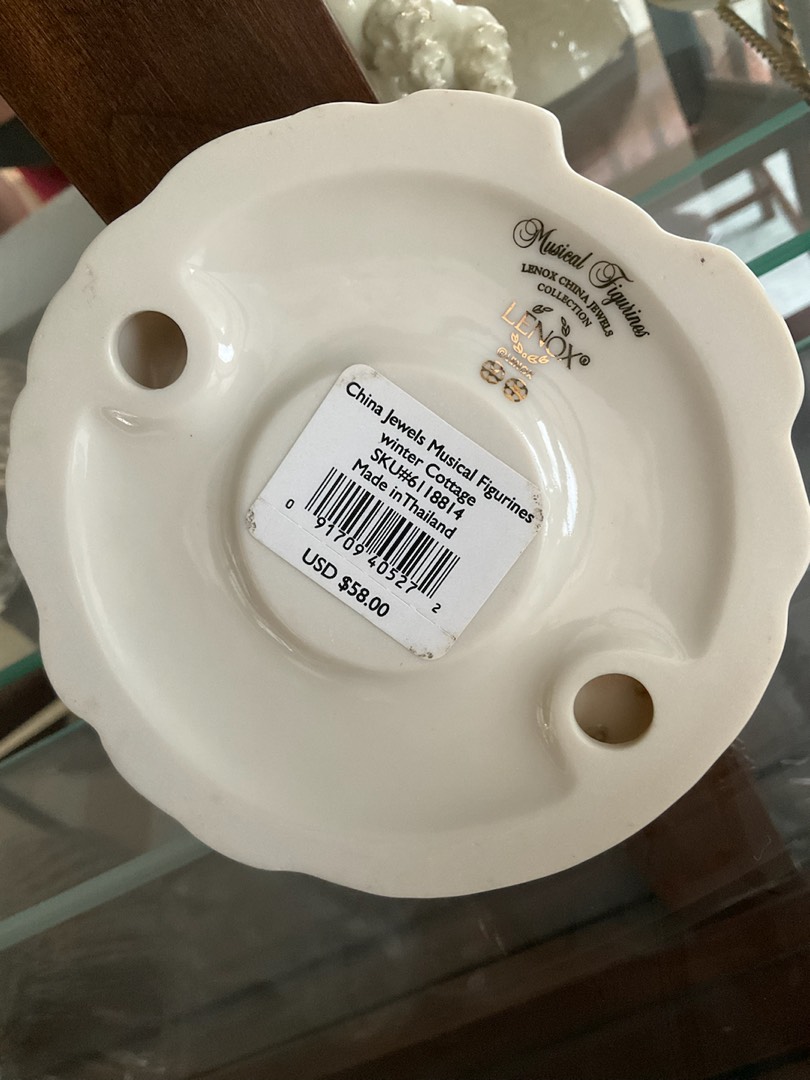 Musical Figurines
LENOX CHINA JEWELS
COLLECTION
LENOX®
©LENOX
China Jewels Musical Figurines
winter Cottage
SKU#6118814
Made in Thailand
0 91709 40527 2
USD $58.00